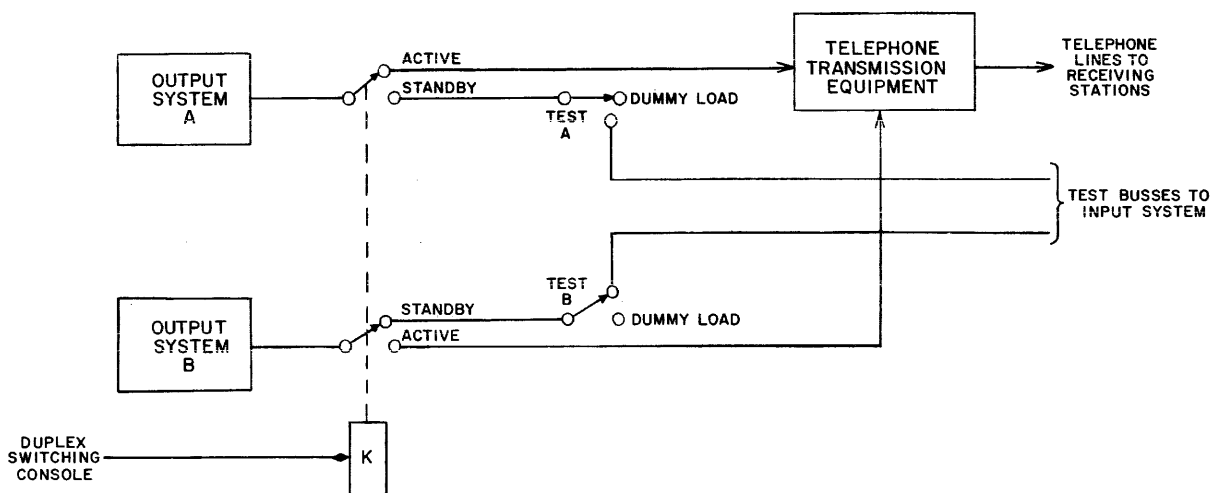 OUTPUT
SYSTEM
A
ACTIVE
STANDBY
TEST
A
DUMMY LOAD
TELEPHONE
TRANSMISSION
EQUIPMENT
TELEPHONE
LINES TO
RECEIVING
STATIONS
TEST BUSSES TO
INPUT SYSTEM
OUTPUT
SYSTEM
B
STANDBY
ACTIVE
TEST
B
DUMMY LOAD
DUPLEX
SWITCHING
CONSOLE
K